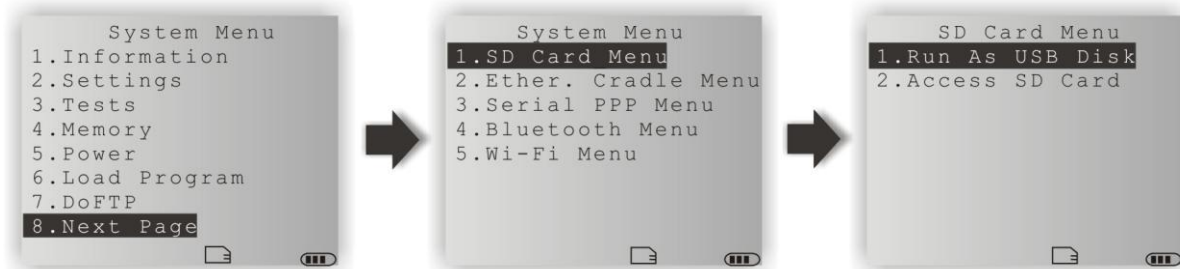 System Menu
1.Information
2.Settings
3.Tests
4.Memory
5.Power
6.Load Program
7.DoFTP
8.Next Page
System Menu
1.SD Card Menu
2.Ether. Cradle Menu
3.Serial PPP Menu
4.Bluetooth Menu
5.Wi-Fi Menu
SD Card Menu
1.Run As USB Disk
2.Access SD Card